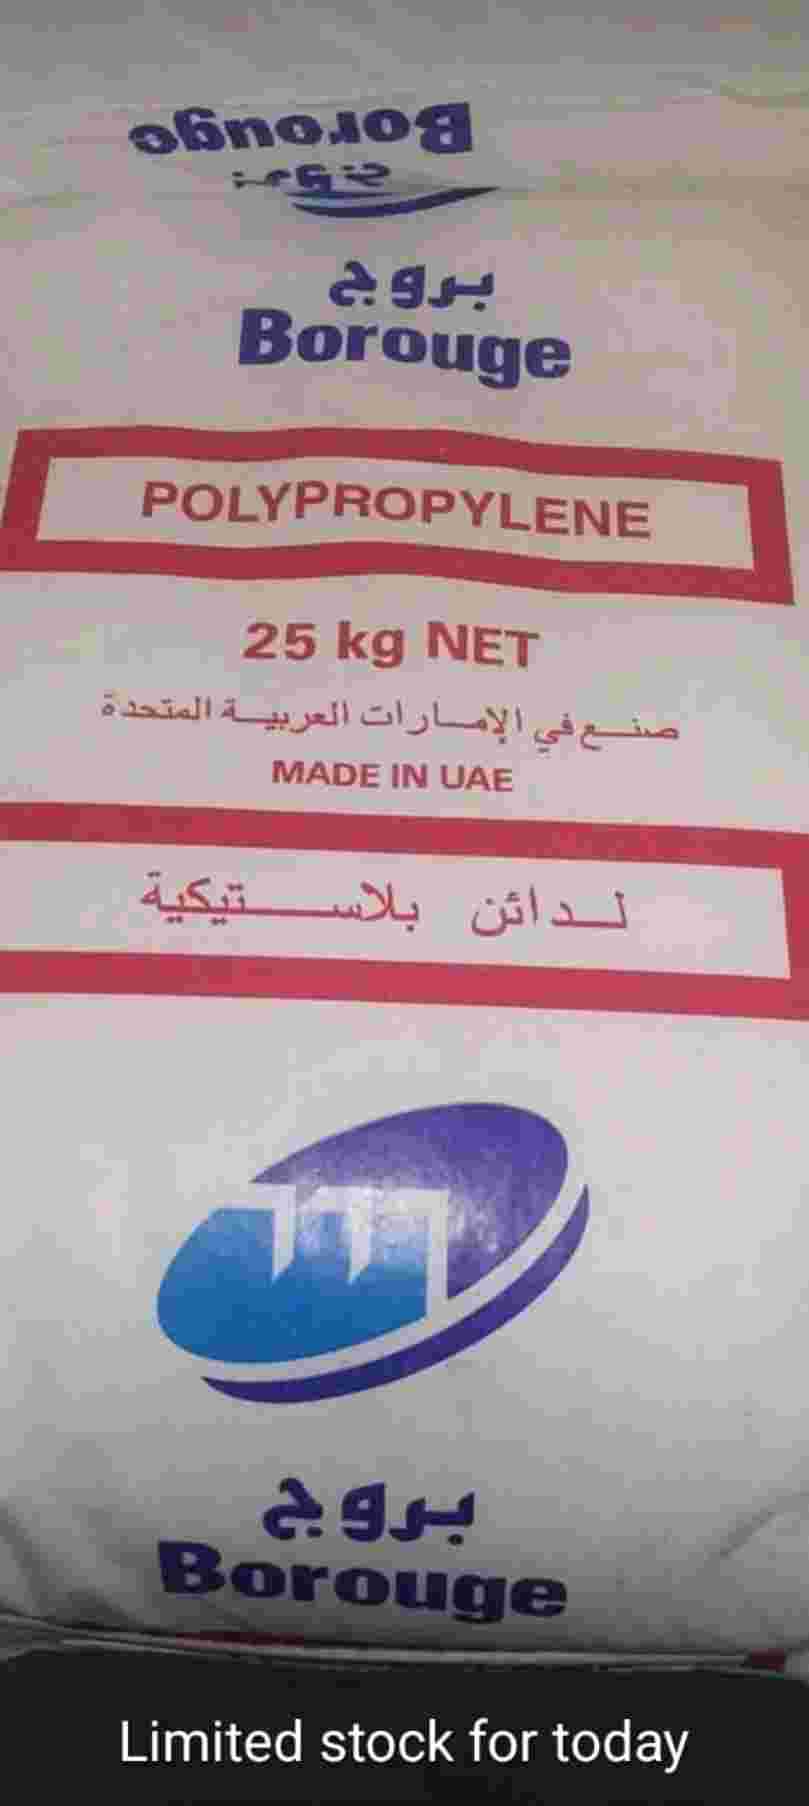 Borouge
بروج
بروج
Borouge
POLYPROPYLENE
25 kg NET
صنع في الإمارات العربية المتحدة
MADE IN UAE
لدائن بلاستيكية
بروج
Borouge
Limited stock for today